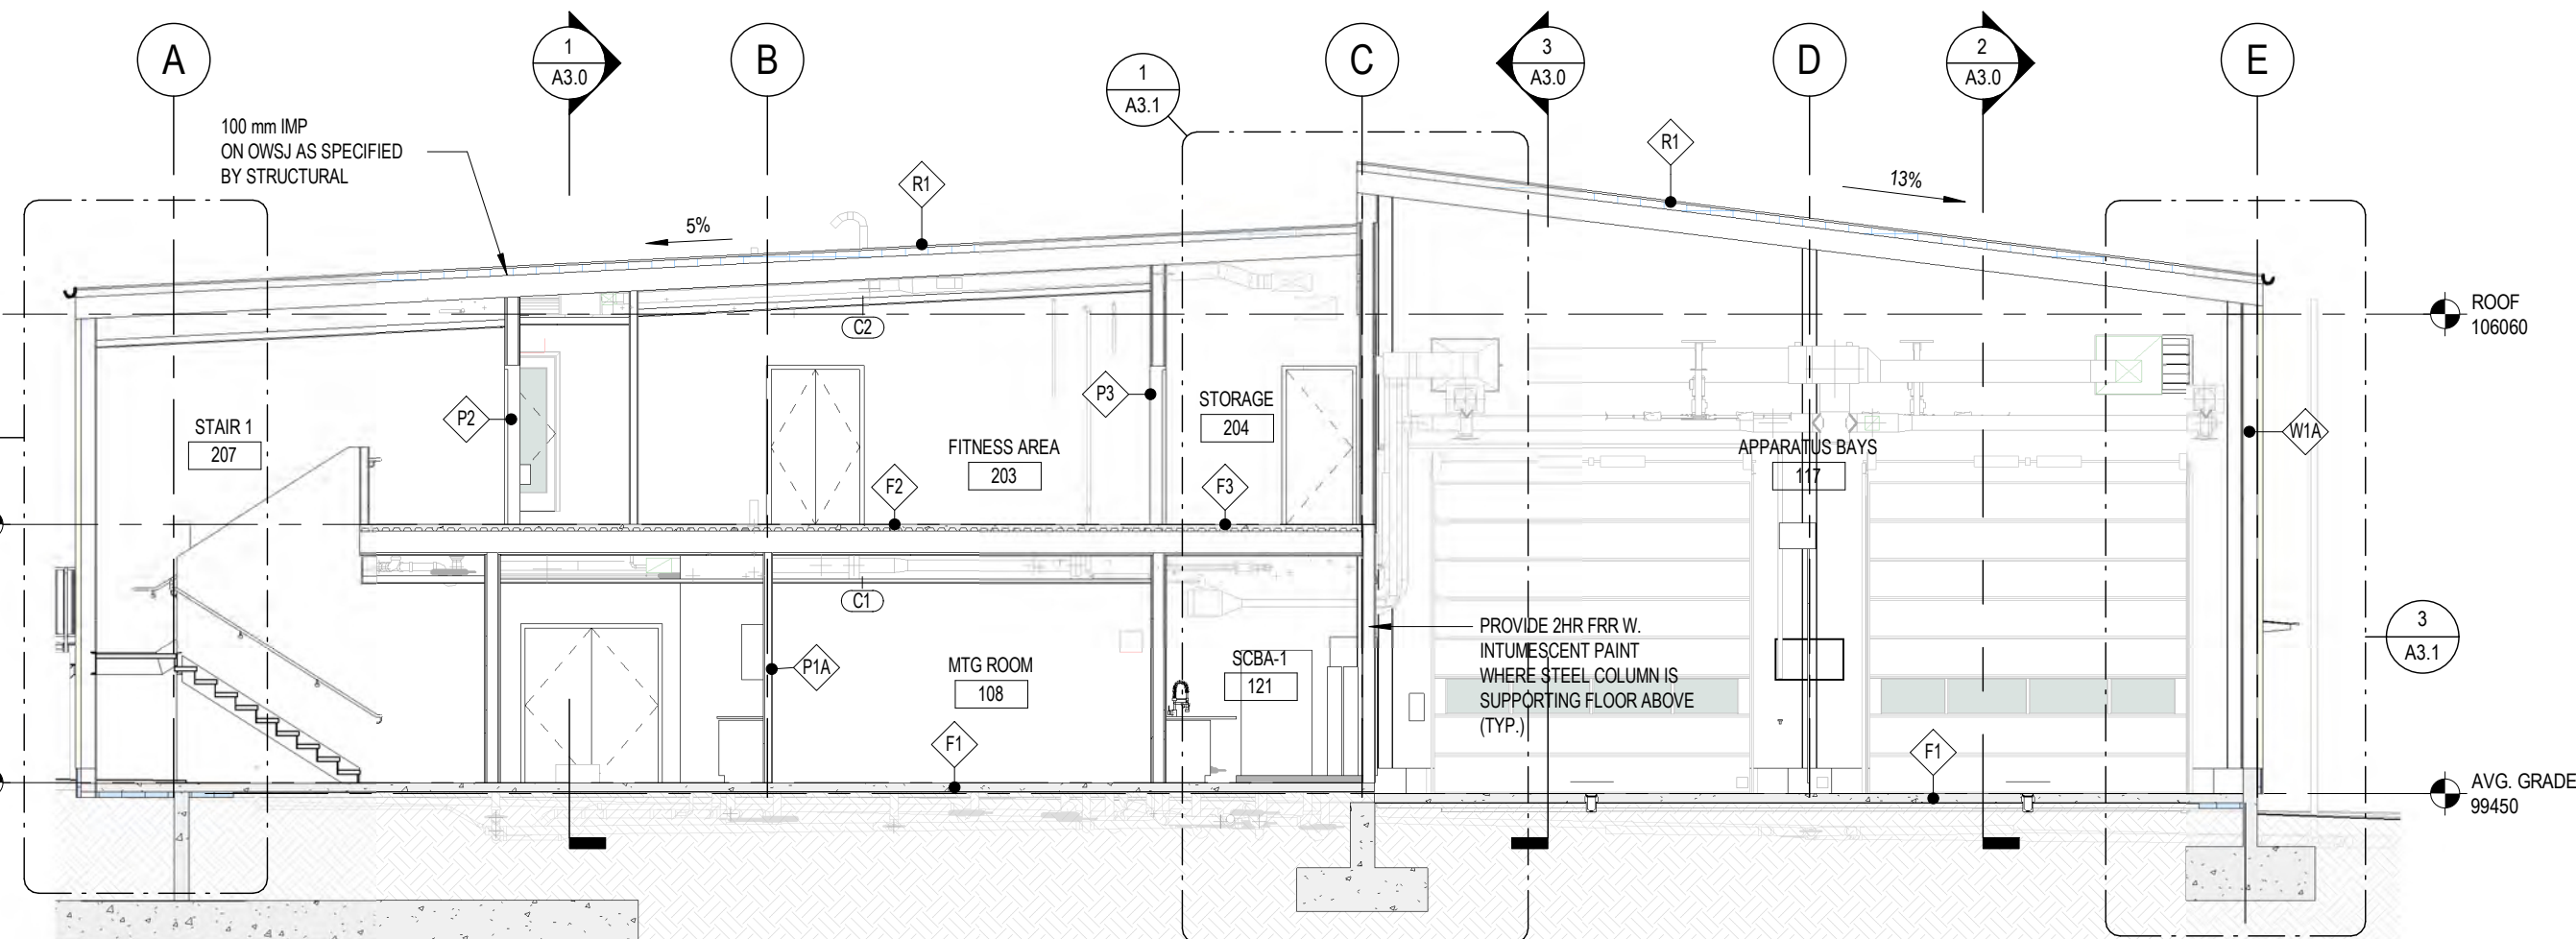 A
1
A3.0
B
1
A3.1
C
3
A3.0
D
2
A3.0
E
100 mm IMP
ON OWSJ AS SPECIFIED
BY STRUCTURAL
R1
5%
R1
13%
ROOF
106060
C2
P2
P3
STORAGE
204
STAIR 1
207
FITNESS AREA
203
F2
F3
APPARATUS BAYS
117
W1A
C1
P1A
MTG ROOM
108
SCBA-1
121
PROVIDE 2HR FRR W.
INTUMESCENT PAINT
WHERE STEEL COLUMN IS
SUPPORTING FLOOR ABOVE
(TYP.)
3
A3.1
F1
F1
AVG. GRADE
99450